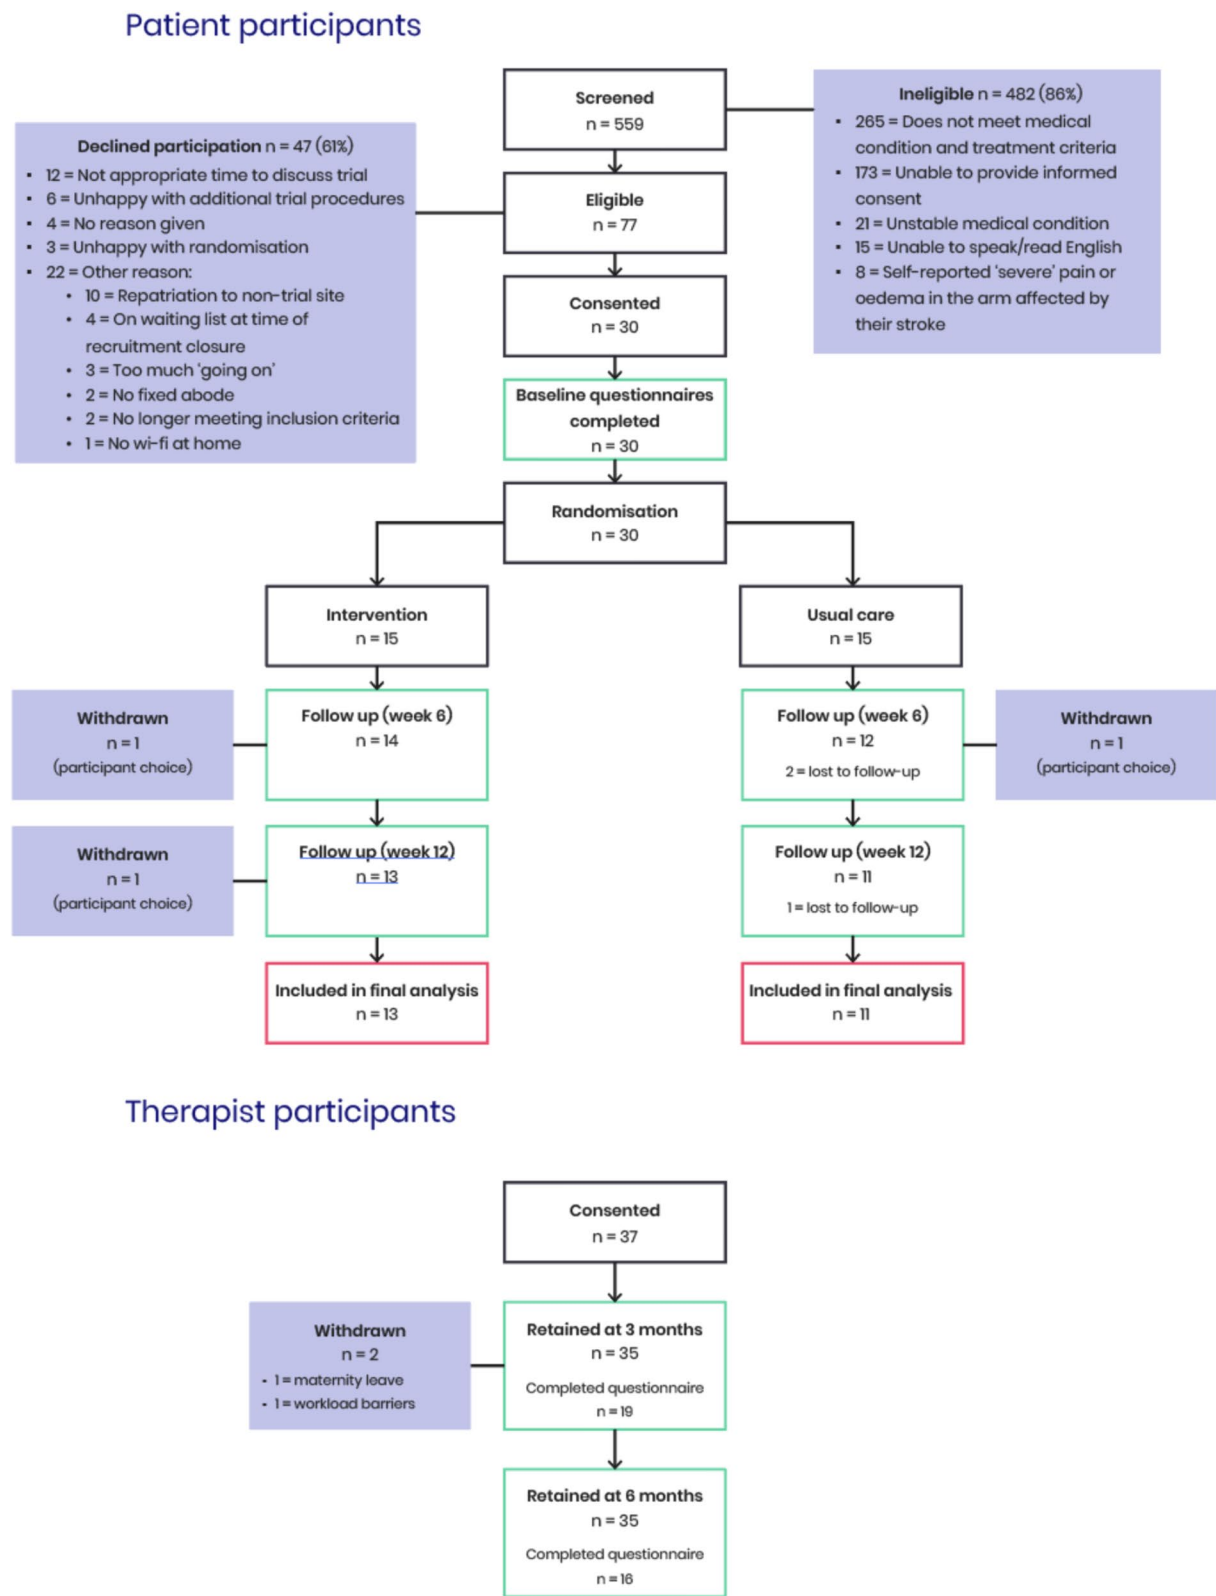 Patient participants
Screened
n = 559
Ineligible n = 482 (86%)
▪ 265 = Does not meet medical
condition and treatment criteria
▪ 173 = Unable to provide informed
consent
▪ 21 = Unstable medical condition
▪ 15 = Unable to speak/read English
▪ 8 = Self-reported ‘severe’ pain or
oedema in the arm affected by
their stroke
Declined participation n = 47 (61%)
▪ 12 = Not appropriate time to discuss trial
▪ 6 = Unhappy with additional trial procedures
▪ 4 = No reason given
▪ 3 = Unhappy with randomisation
▪ 22 = Other reason:
• 10 = Repatriation to non-trial site
• 4 = On waiting list at time of
recruitment closure
• 3 = Too much ‘going on’
• 2 = No fixed abode
• 2 = No longer meeting inclusion criteria
• 1 = No wi-fi at home
Eligible
n = 77
Consented
n = 30
Baseline questionnaires
completed
n = 30
Randomisation
n = 30
Intervention
n = 15
Usual care
n = 15
Withdrawn
n = 1
(participant choice)
Follow up (week 6)
n = 14
Follow up (week 6)
n = 12
2 = lost to follow-up
Withdrawn
n = 1
(participant choice)
Withdrawn
n = 1
(participant choice)
Follow up (week 12)
n = 13
Follow up (week 12)
n = 11
1 = lost to follow-up
Included in final analysis
n = 13
Included in final analysis
n = 11
Therapist participants
Consented
n = 37
Withdrawn
n = 2
• 1 = maternity leave
• 1 = workload barriers
Retained at 3 months
n = 35
Completed questionnaire
n = 19
Retained at 6 months
n = 35
Completed questionnaire
n = 16